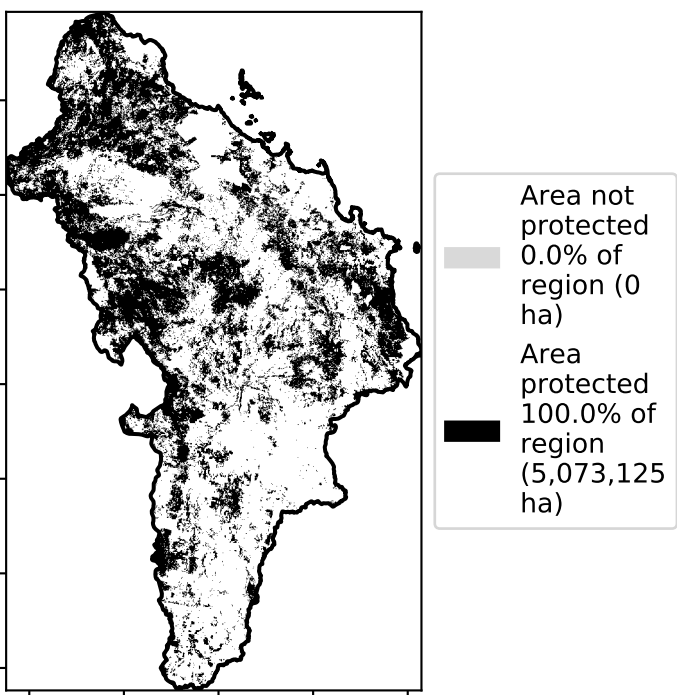 Area not
protected
0.0% of
region (0
ha)
Area
protected
100.0% of
region
(5,073,125
ha)